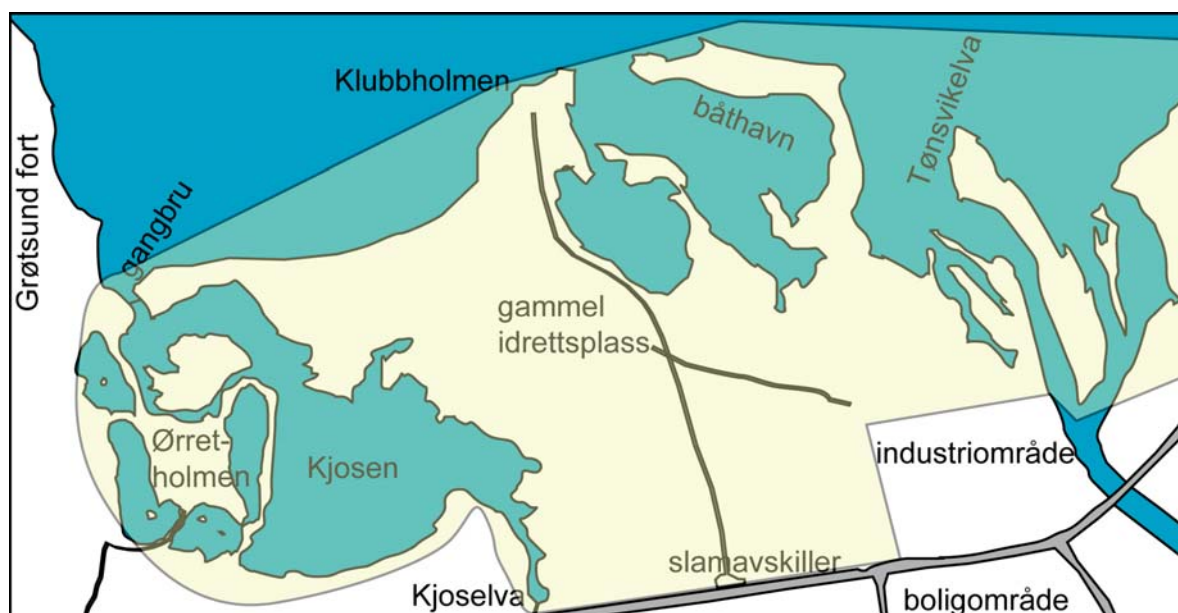 Klubbholmen
båthavn
Tønsvikelva
Grøtsund fort
gangbru
gammel
idrettsplass
Ørret-
holmen
Kjosen
industriområde
slamavskiller
Kjoselva
boligområde